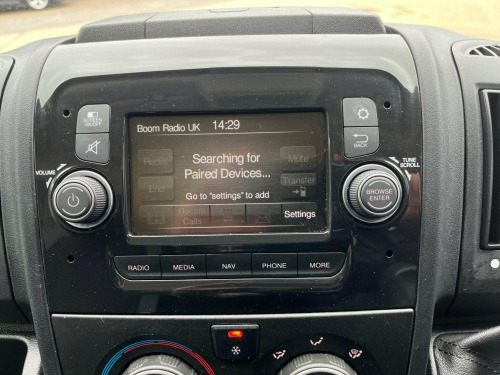 SCREEN
ON/OFF
Boom Radio UK 14:29
BACK
VOLUME
TUNE
SCROLL
Searching for
Paired Devices...
Redial
Mute
End
Transfer
Go to "settings" to add
Recent
Calls
Settings
BROWSE
ENTER
RADIO
MEDIA
NAV
PHONE
MORE